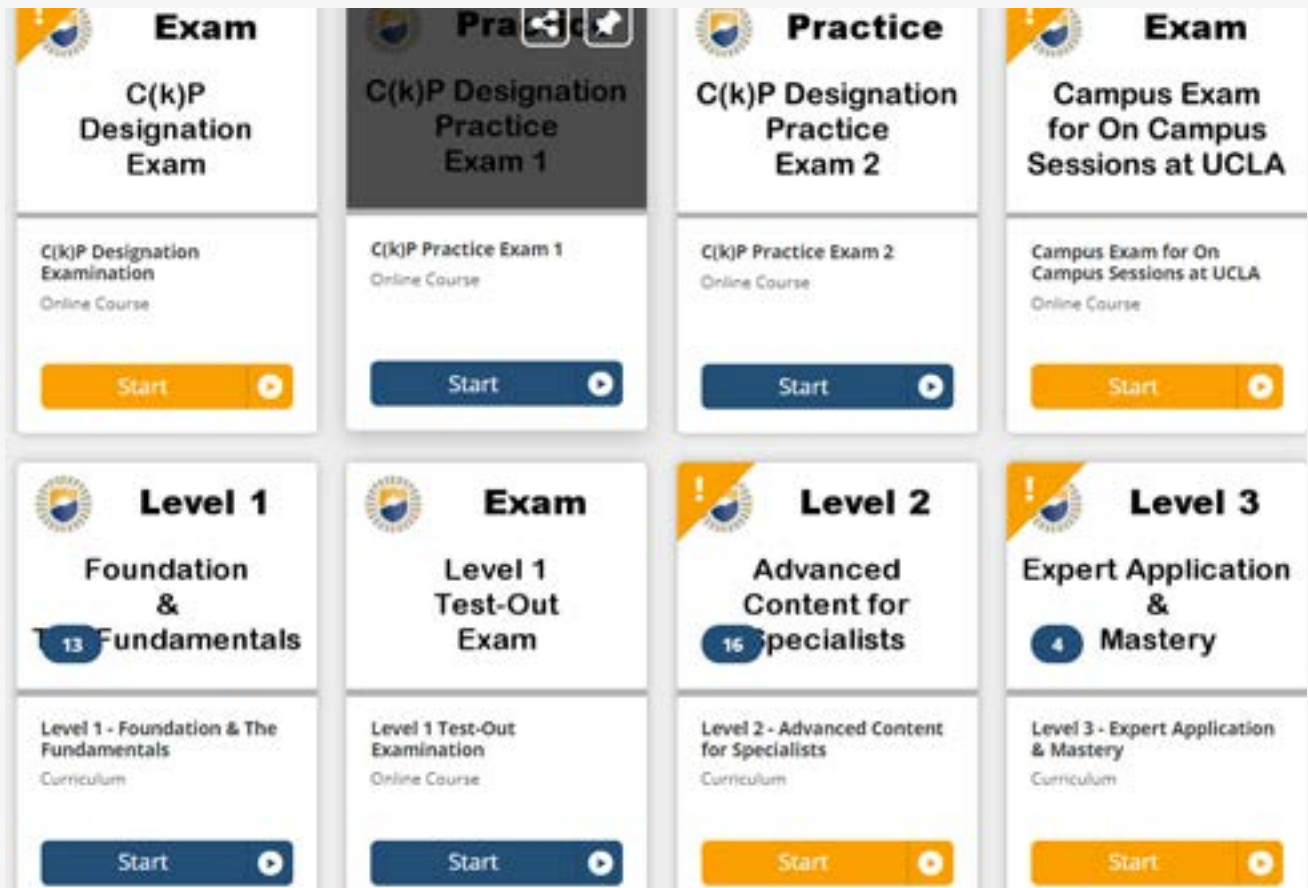 !
Exam
C(k)P
Designation
Exam
C(k)P Designation
Examination
Online Course
Start
C(k)P Designation
Practice
Exam 1
C(k)P Practice Exam 1
Online Course
Start
Practice
C(k)P Designation
Practice
Exam 2
C(k)P Practice Exam 2
Online Course
Start
!
Exam
Campus Exam
for On Campus
Sessions at UCLA
Campus Exam for On
Campus Sessions at UCLA
Online Course
Start
Level 1
Foundation
&
Fundamentals
13
Level 1 - Foundation & The
Fundamentals
Curriculum
Start
Exam
Level 1
Test-Out
Exam
Level 1 Test-Out
Examination
Online Course
Start
!
Level 2
Advanced
Content for
Specialists
16
Level 2 - Advanced Content
for Specialists
Curriculum
Start
!
Level 3
Expert Application
&
Mastery
4
Level 3 - Expert Application
& Mastery
Curriculum
Start